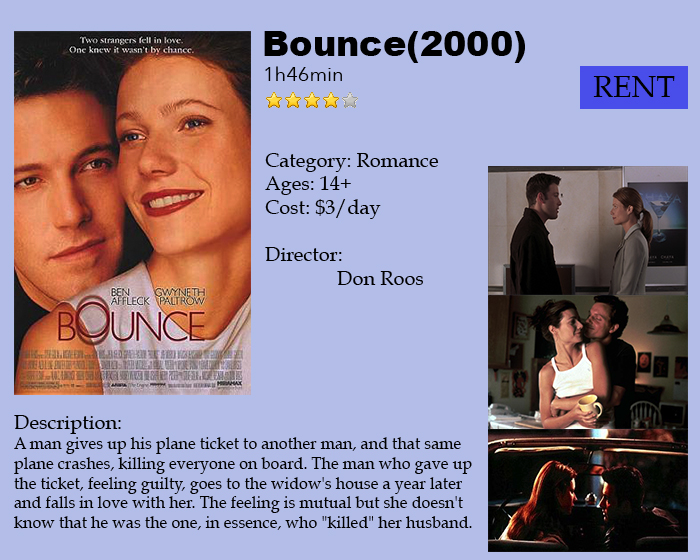 Two strangers fell in love.
One knew it wasn't by chance.
BEN AFFLECK
GWYNETH PALTROW
BOUNCE
MIRAMAX
Bounce(2000)
1h46min
RENT
Category: Romance
Ages: 14+
Cost: $3/day
Director:
Don Roos
Description:
A man gives up his plane ticket to another man, and that same
plane crashes, killing everyone on board. The man who gave up
the ticket, feeling guilty, goes to the widow's house a year later
and falls in love with her. The feeling is mutual but she doesn't
know that he was the one, in essence, who "killed" her husband.